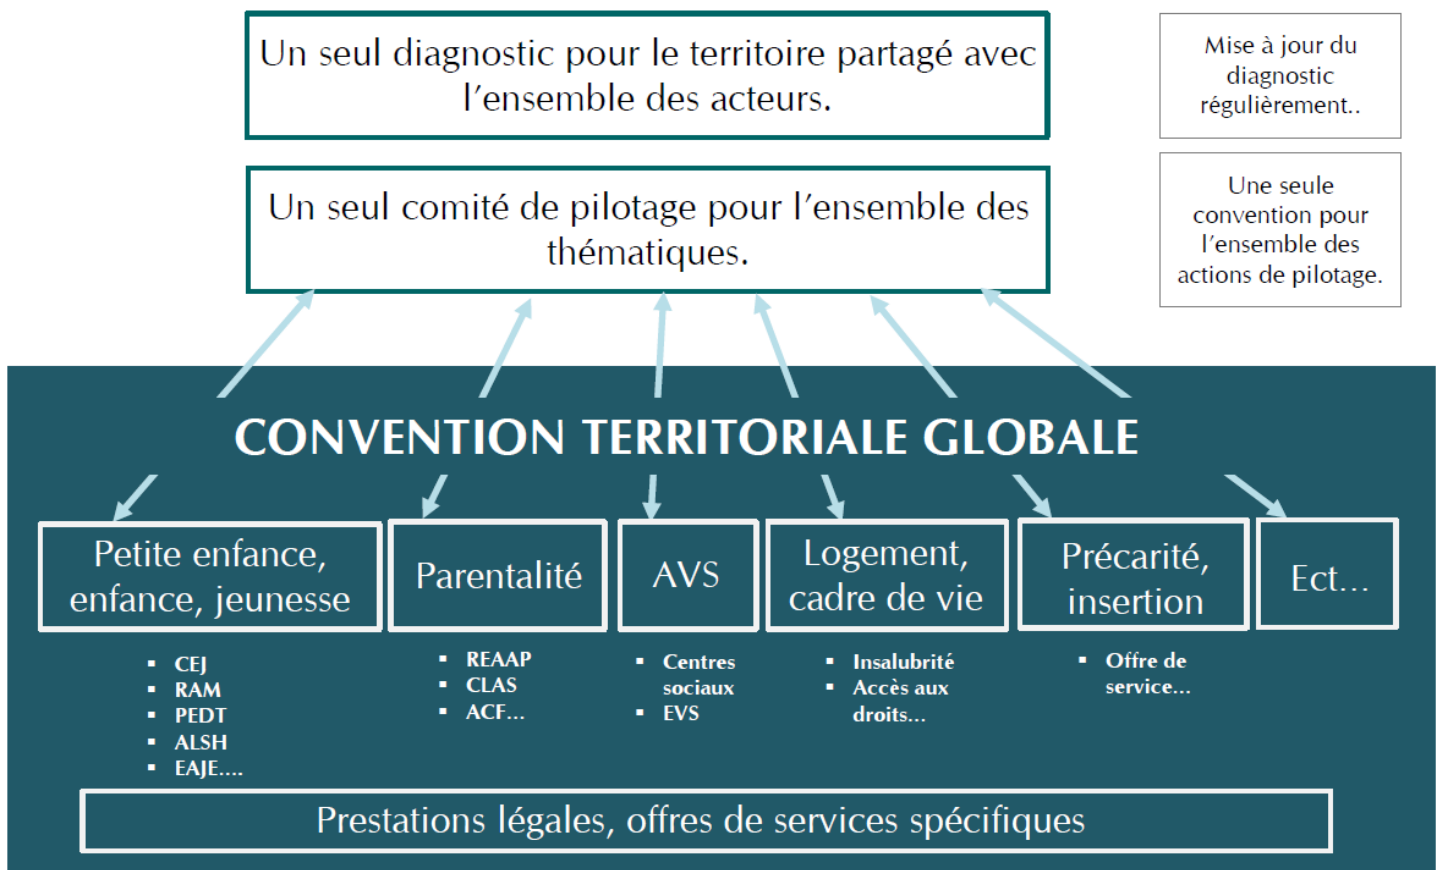 Un seul diagnostic pour le territoire partagé avec
l’ensemble des acteurs.
Mise à jour du
diagnostic
régulièrement..
Un seul comité de pilotage pour l’ensemble des
thématiques.
Une seule
convention pour
l’ensemble des
actions de pilotage.
CONVENTION TERRITORIALE GLOBALE
Petite enfance,
enfance, jeunesse
Parentalité
AVS
Logement,
cadre de vie
Précarité,
insertion
Ect...
▪ CEJ
▪ RAM
▪ PEDT
▪ ALSH
▪ EAJE....
▪ REAAP
▪ CLAS
▪ ACF...
▪ Centres
sociaux
▪ EVS
▪ Insalubrité
▪ Accès aux
droits...
▪ Offre de
service...
Prestations légales, offres de services spécifiques